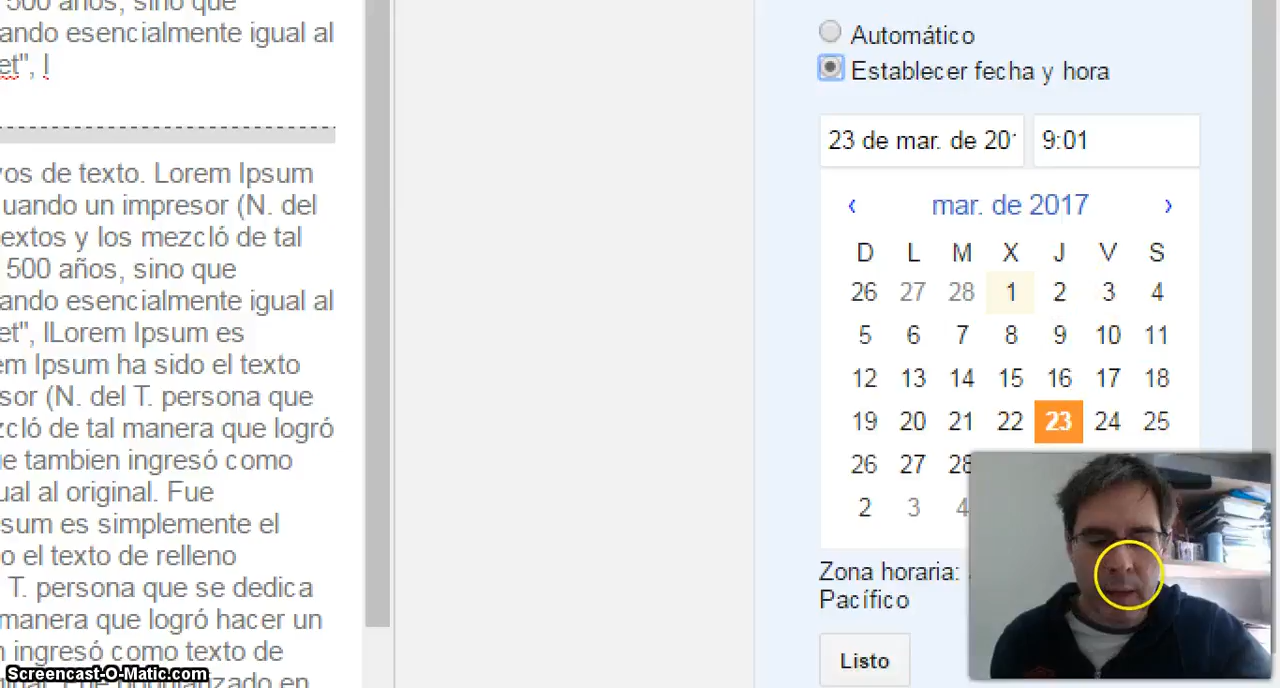 500 años, sino que
ando esencialmente igual al
et", l
os de texto. Lorem Ipsum
uando un impresor (N. del
extos y los mezcló de tal
500 años, sino que
ando esencialmente igual al
et", lLorem Ipsum es
em Ipsum ha sido el texto
sor (N. del T. persona que
zcló de tal manera que logró
ue tambien ingresó como
ual al original. Fue
psum es simplemente el
o el texto de relleno
T. persona que se dedica
manera que logró hacer un
n ingresó como texto de
Screencast-O-Matic.com
Automático
Establecer fecha y hora
23 de mar. de 201
9:01
‹ mar. de 2017 ›
D L M X J V S
26 27 28 1 2 3 4
5 6 7 8 9 10 11
12 13 14 15 16 17 18
19 20 21 22 23 24 25
26 27 28
2 3 4
Zona horaria:
Pacífico
Listo